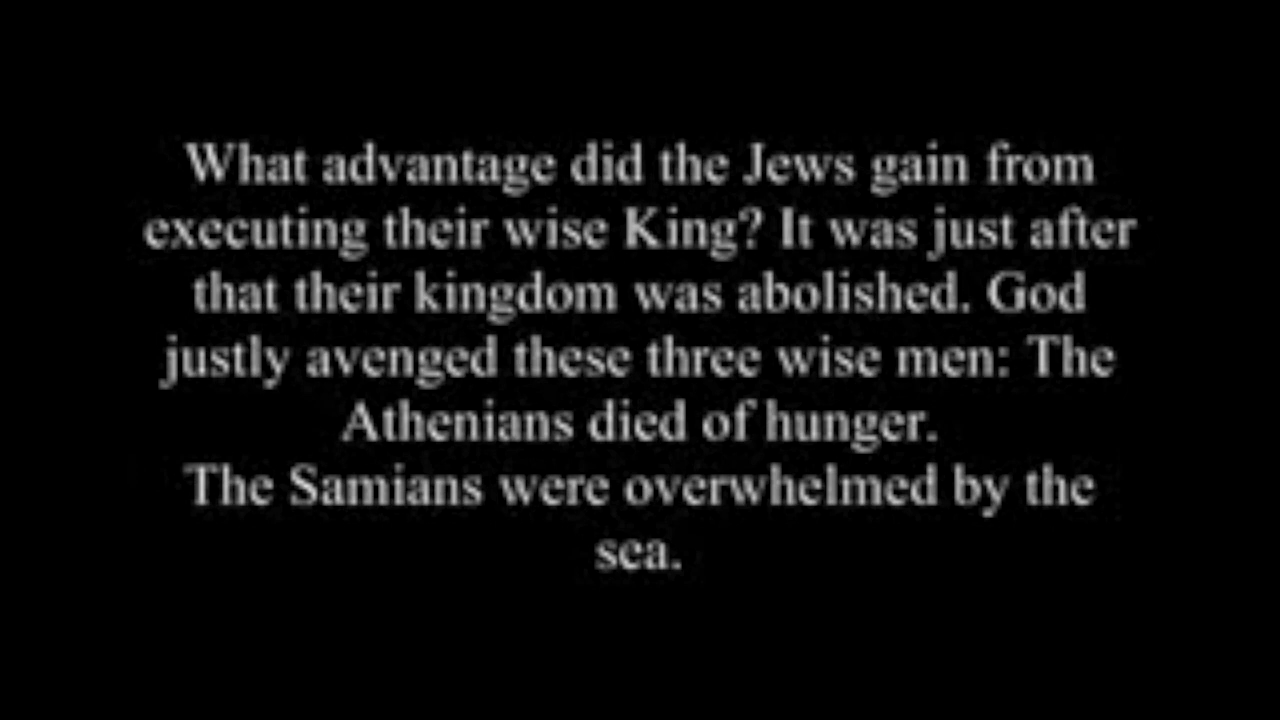 What advantage did the Jews gain from
executing their wise King? It was just after
that their kingdom was abolished. God
justly avenged these three wise men: The
Athenians died of hunger.
The Samians were overwhelmed by the
sea.